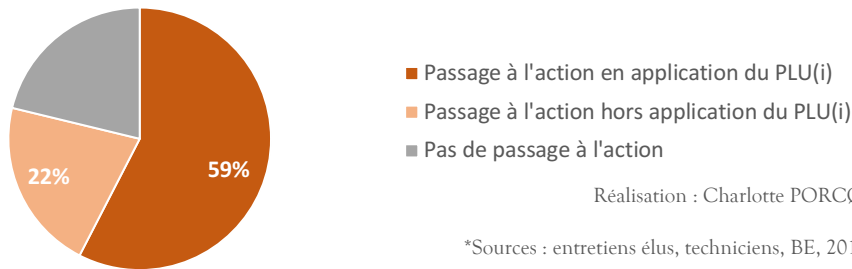 Passage à l'action en application du PLU(i)
Passage à l'action hors application du PLU(i)
Pas de passage à l'action
22%
59%
Réalisation : Charlotte
*Sources : entretiens élus, techniciens, BE,